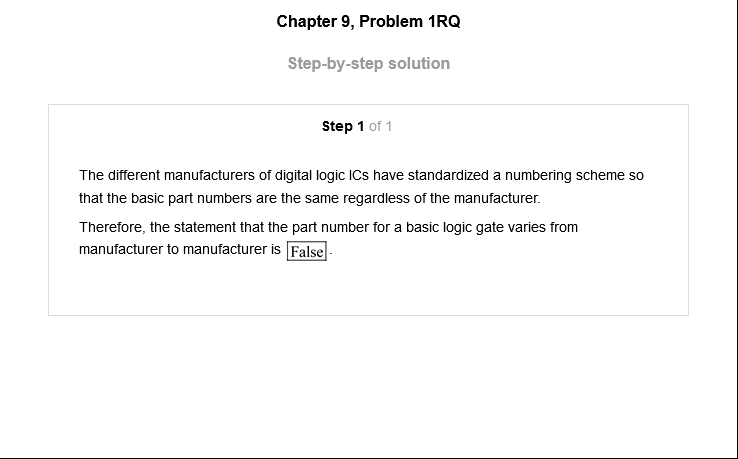 Chapter 9, Problem 1RQ
Step-by-step solution
Step 1 of 1
The different manufacturers of digital logic ICs have standardized a numbering scheme so
that the basic part numbers are the same regardless of the manufacturer.
Therefore, the statement that the part number for a basic logic gate varies from
manufacturer to manufacturer is False.